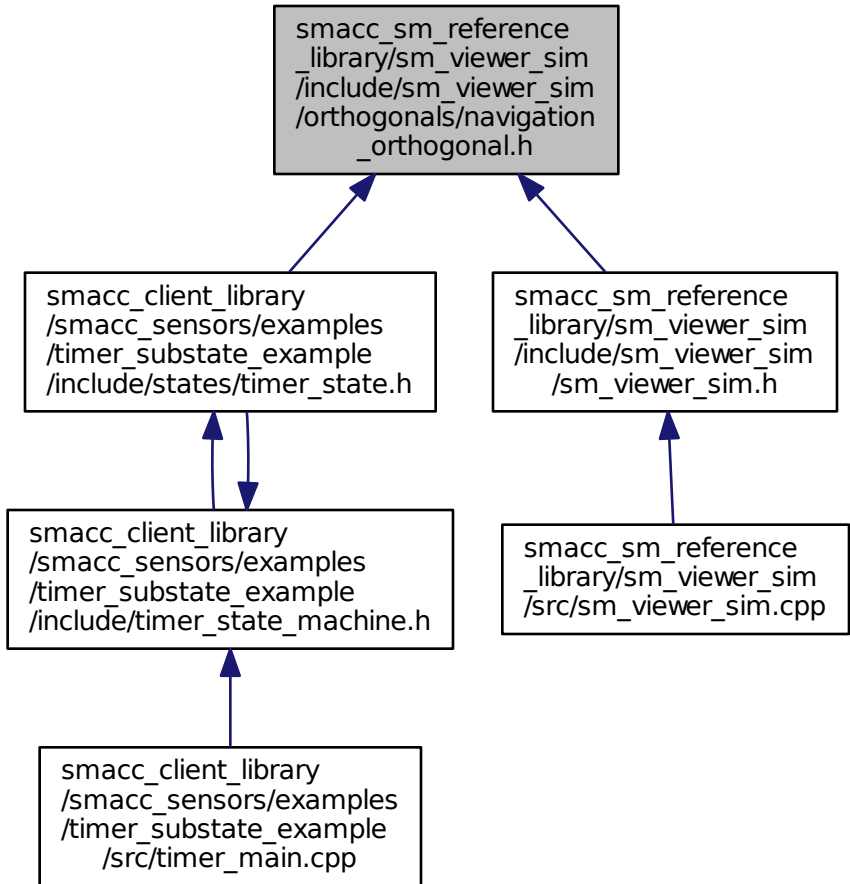 smacc_sm_reference
_library/sm_viewer_sim
/include/sm_viewer_sim
/orthogonals/navigation
_orthogonal.h
smacc_client_library
/smacc_sensors/examples
/timer_substate_example
/include/states/timer_state.h
smacc_sm_reference
_library/sm_viewer_sim
/include/sm_viewer_sim
/sm_viewer_sim.h
smacc_client_library
/smacc_sensors/examples
/timer_substate_example
/include/timer_state_machine.h
smacc_sm_reference
_library/sm_viewer_sim
/src/sm_viewer_sim.cpp
smacc_client_library
/smacc_sensors/examples
/timer_substate_example
/src/timer_main.cpp